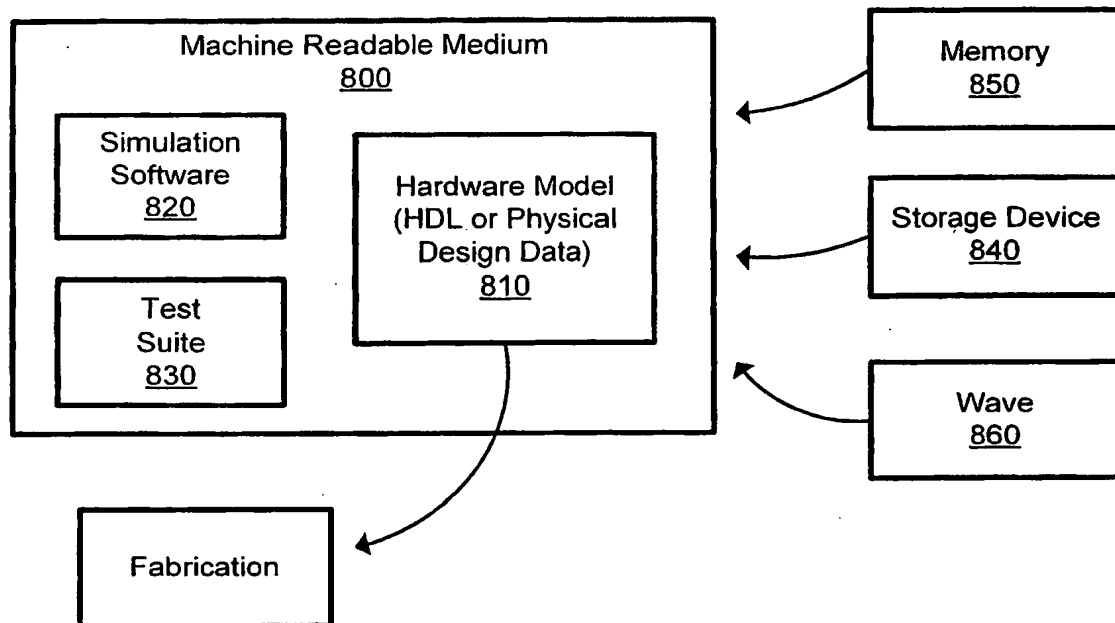 Machine Readable Medium
800
Simulation
Software
820
Hardware Model
(HDL or Physical
Design Data)
810
Test
Suite
830
Memory
850
Storage Device
840
Wave
860
Fabrication